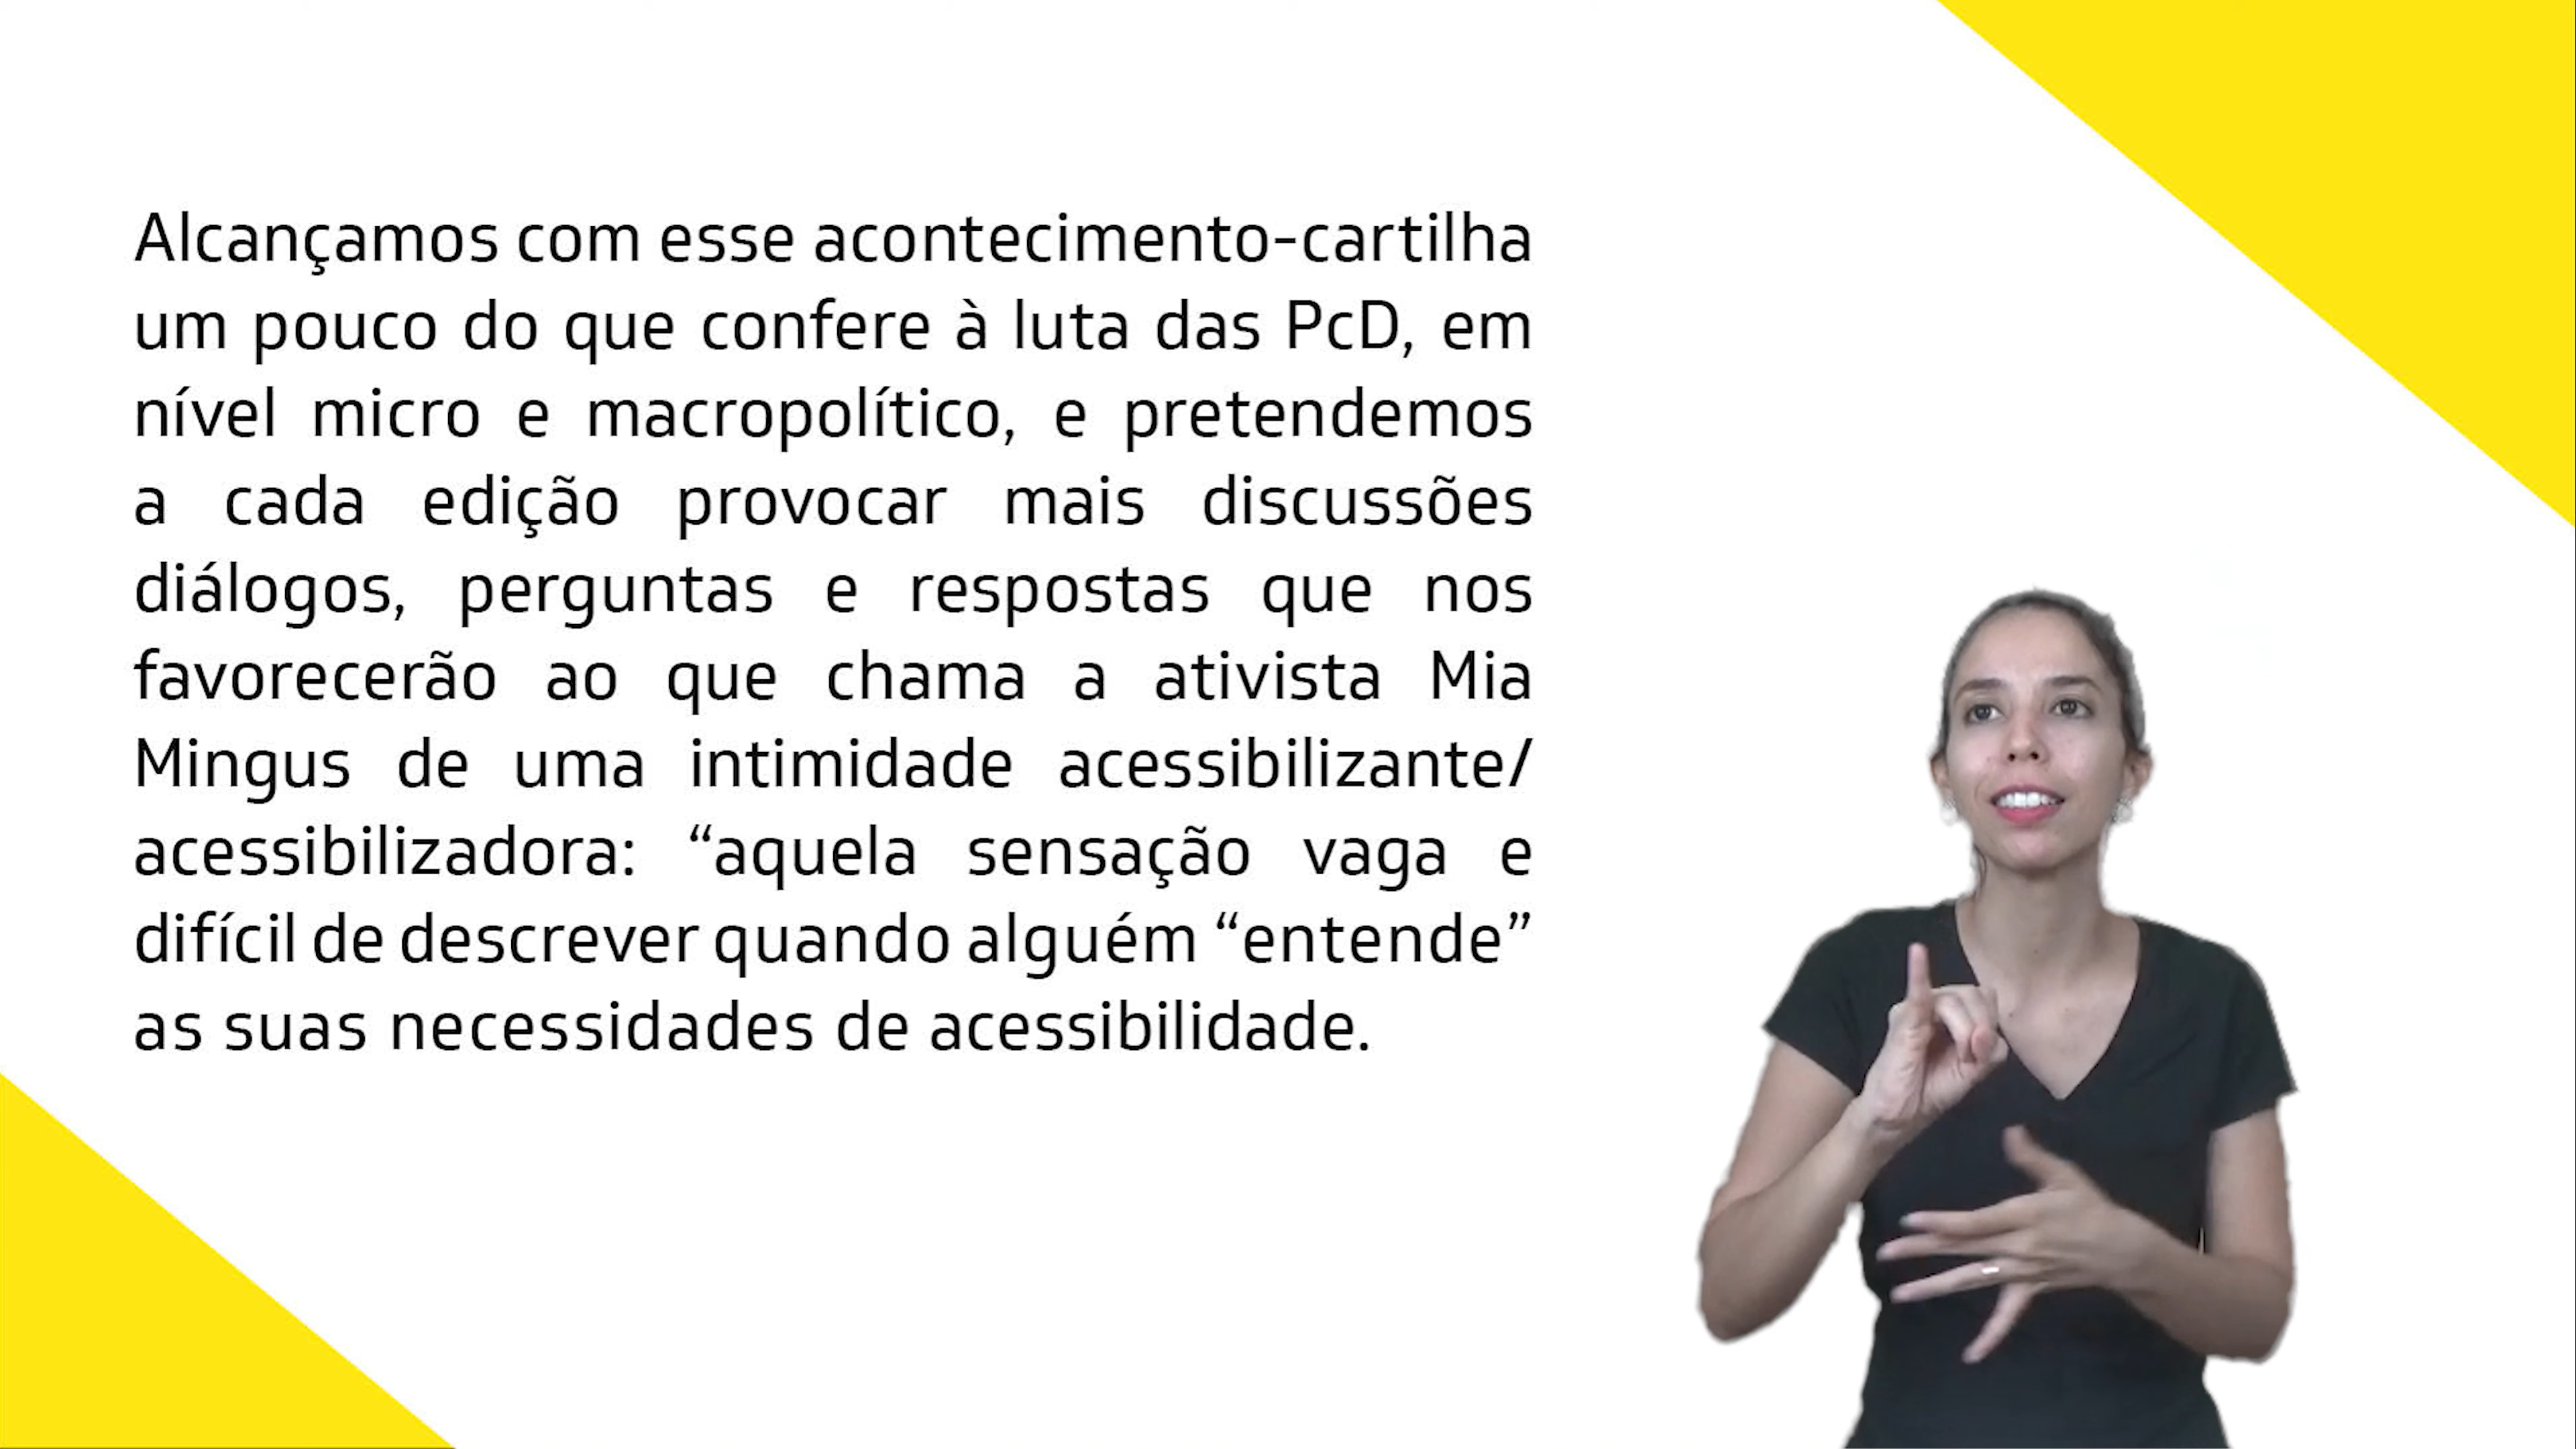 Alcançamos com esse acontecimento-cartilha
um pouco do que confere à luta das PcD, em
nível micro e macropolítico, e pretendemos
a cada edição provocar mais discussões
diálogos, perguntas e respostas que nos
favorecerão ao que chama a ativista Mia
Mingus de uma intimidade acessibilizante/
acessibilizadora: “aquela sensação vaga e
difícil de descrever quando alguém “entende”
as suas necessidades de acessibilidade.